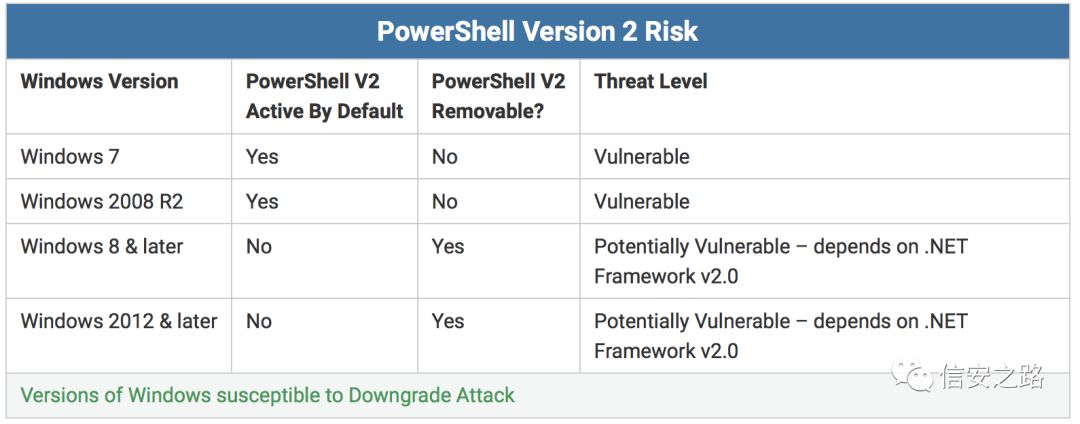 PowerShell Version 2 Risk
Windows Version
PowerShell V2
Active By Default
PowerShell V2
Removable?
Threat Level
Windows 7
Yes
No
Vulnerable
Windows 2008 R2
Yes
No
Vulnerable
Windows 8 & later
No
Yes
Potentially Vulnerable – depends on .NET
Framework v2.0
Windows 2012 & later
No
Yes
Potentially Vulnerable – depends on .NET
Framework v2.0
Versions of Windows susceptible to Downgrade Attack
信安之路